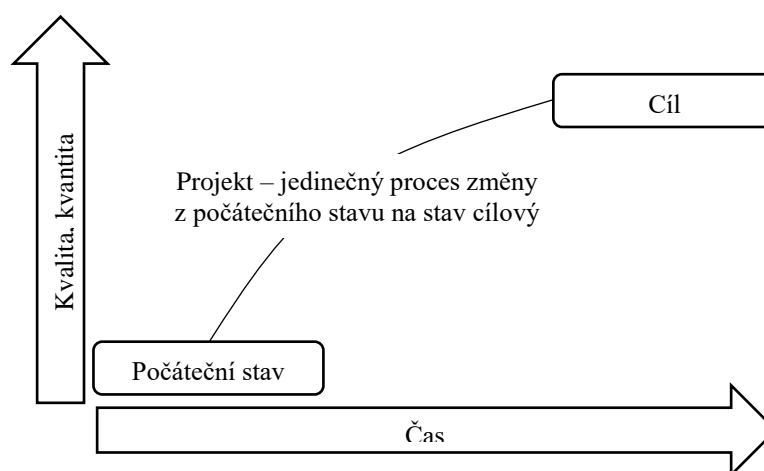 Cíl
Projekt – jedinečný proces změny
z počátečního stavu na stav cílový
Kvalita, kvantita
Počáteční stav
Čas